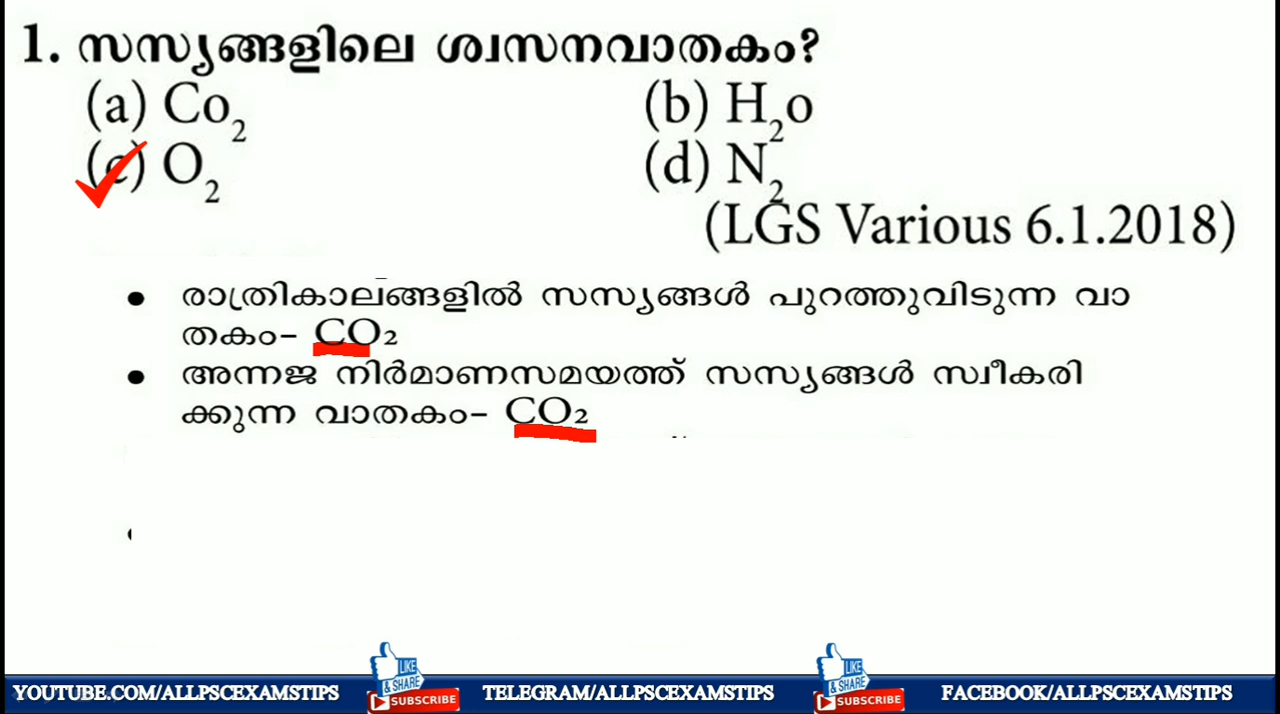 1. സസ്യങ്ങളിലെ ശ്വസനവാതകം?
(a) Co₂ (b) H₂o
(c) O₂ (d) N₂
(LGS Various 6.1.2018)
• രാത്രികാലങ്ങളിൽ സസ്യങ്ങൾ പുറത്തുവിടുന്ന വാ
തകം- CO₂
• അന്നജ നിർമാണസമയത്ത് സസ്യങ്ങൾ സ്വീകരി
ക്കുന്ന വാതകം- CO₂
LIKE LIKE
& SHARE & SHARE
YOUTUBE.COM/ALLPSCEXAMSTIPS SUBSCRIBE TELEGRAM/ALLPSCEXAMSTIPS SUBSCRIBE FACEBOOK/ALLPSCEXAMSTIPS